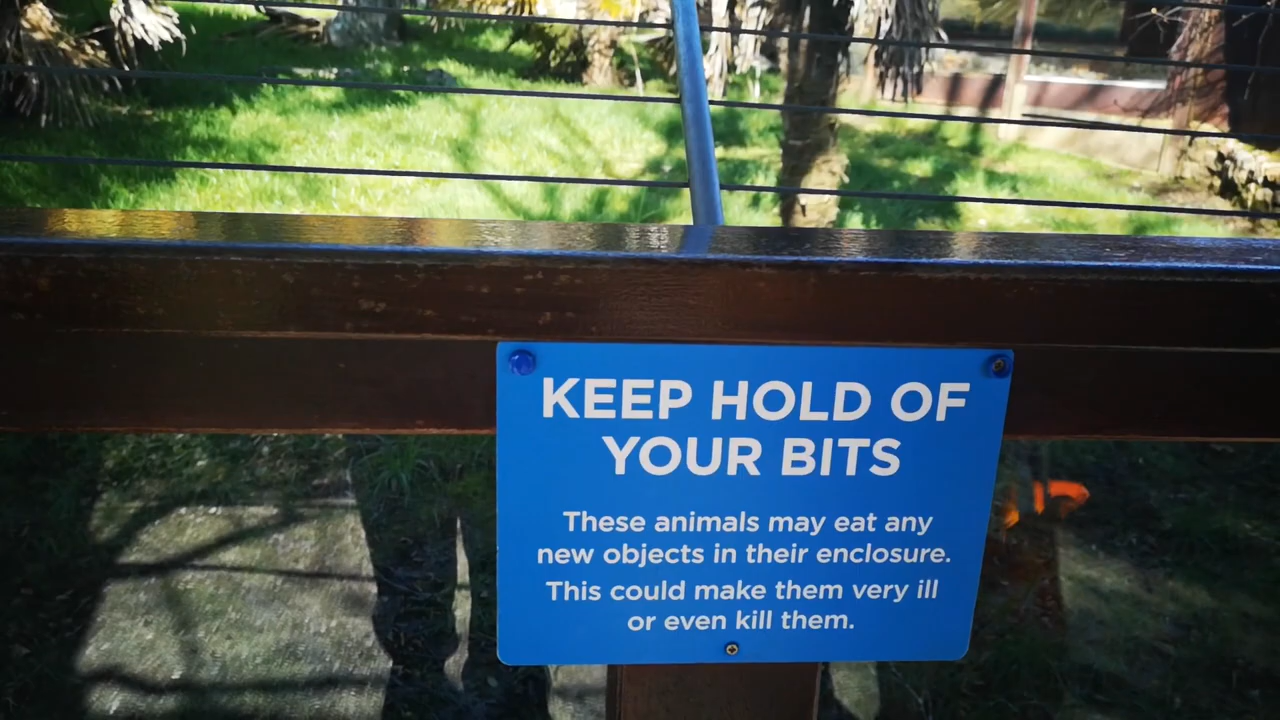 KEEP HOLD OF
YOUR BITS
These animals may eat any
new objects in their enclosure.
This could make them very ill
or even kill them.